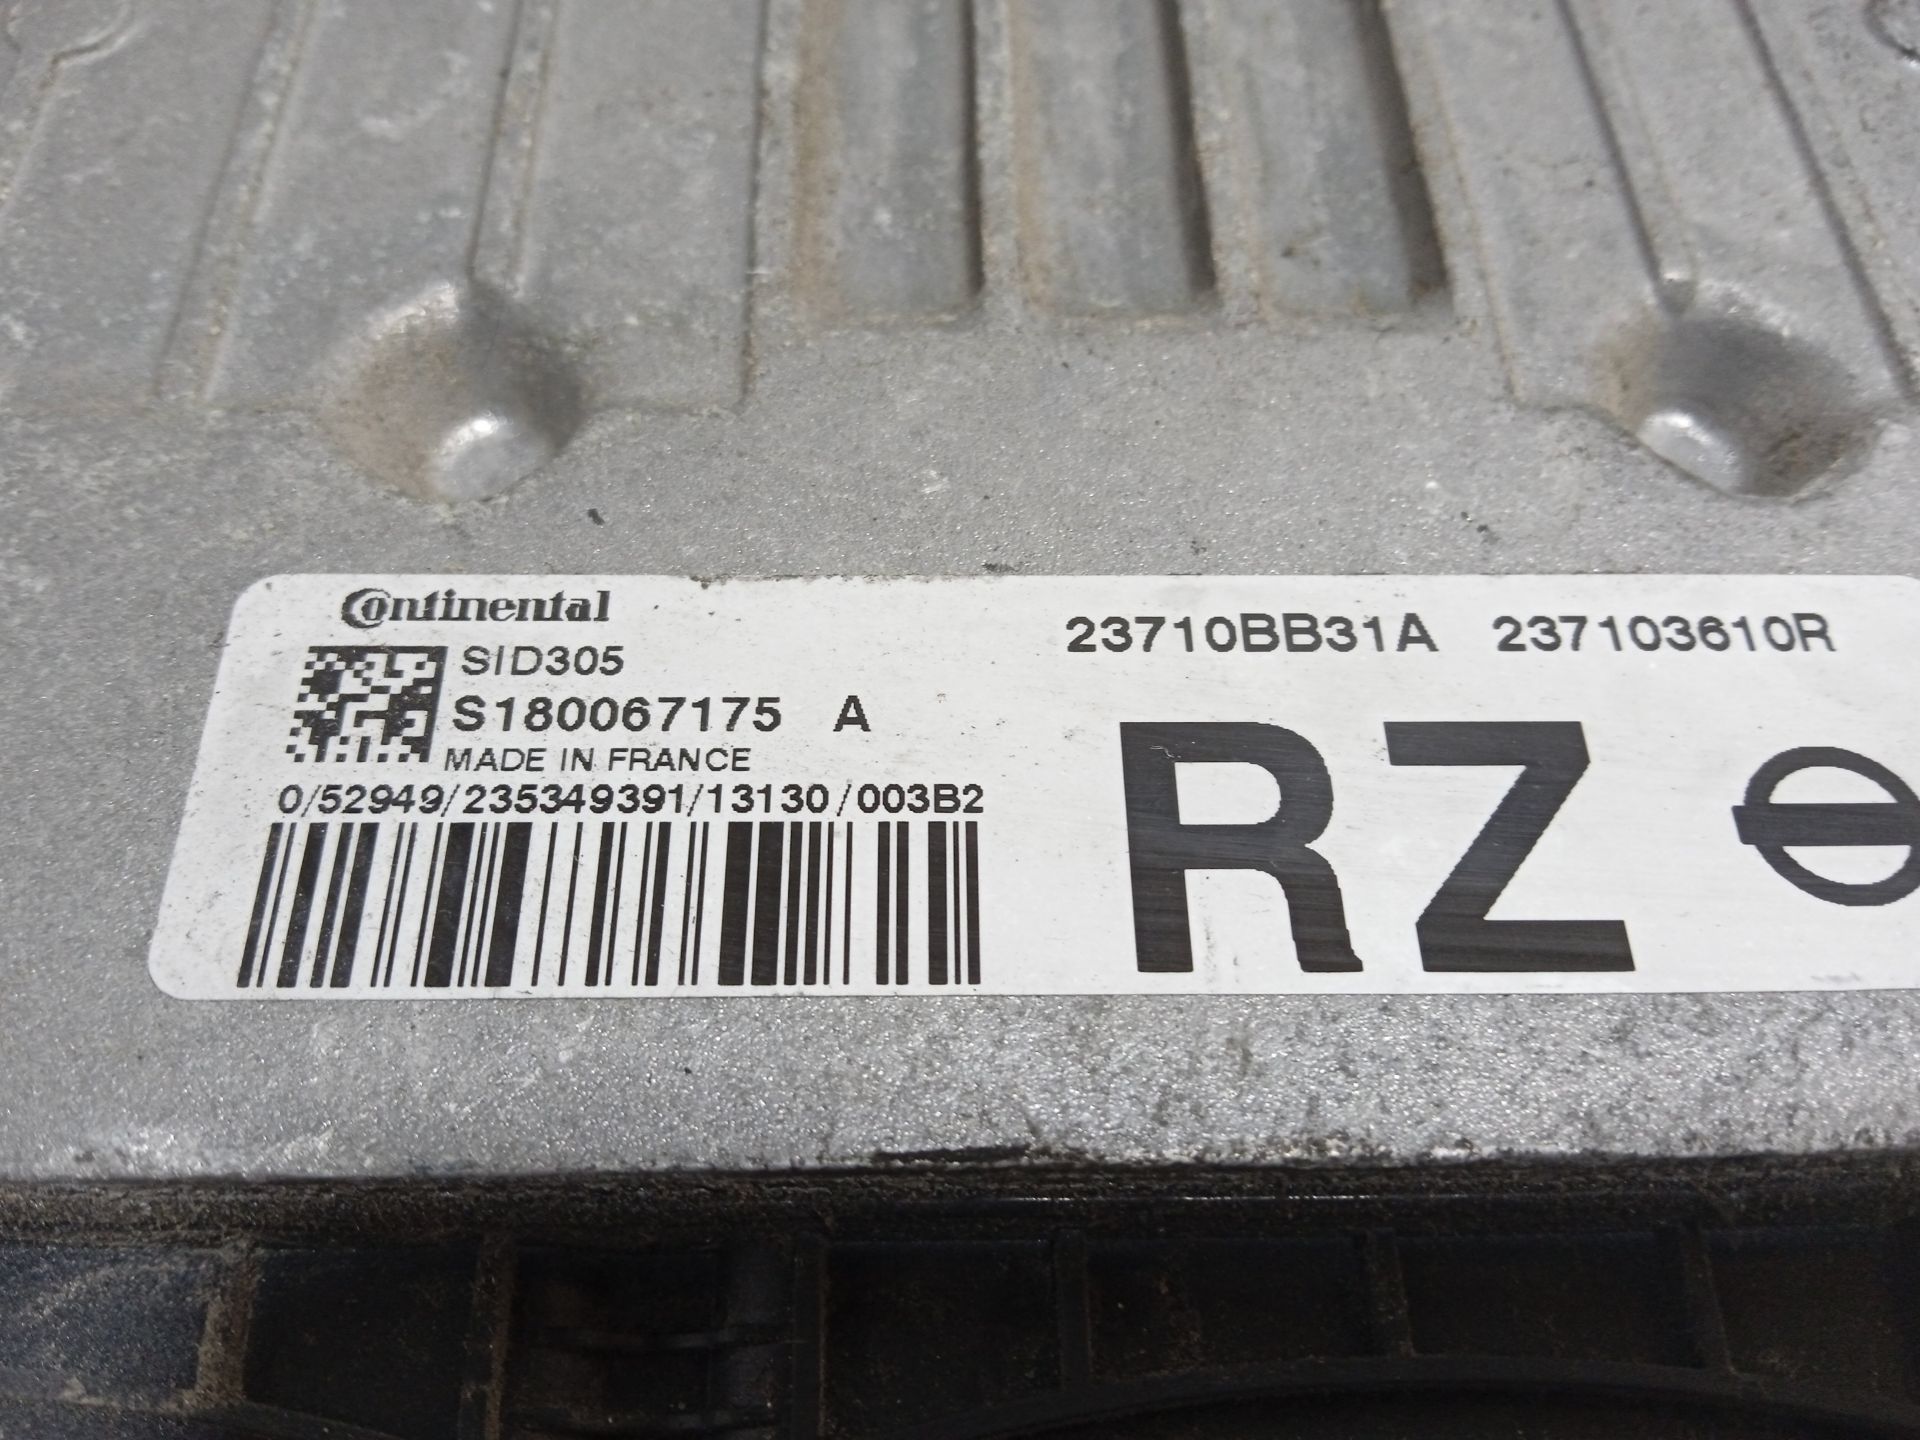 Continental
SID305
S180067175 A
MADE IN FRANCE
0/52949/235349391/13130/003B2
23710BB31A 237103610R
RZ